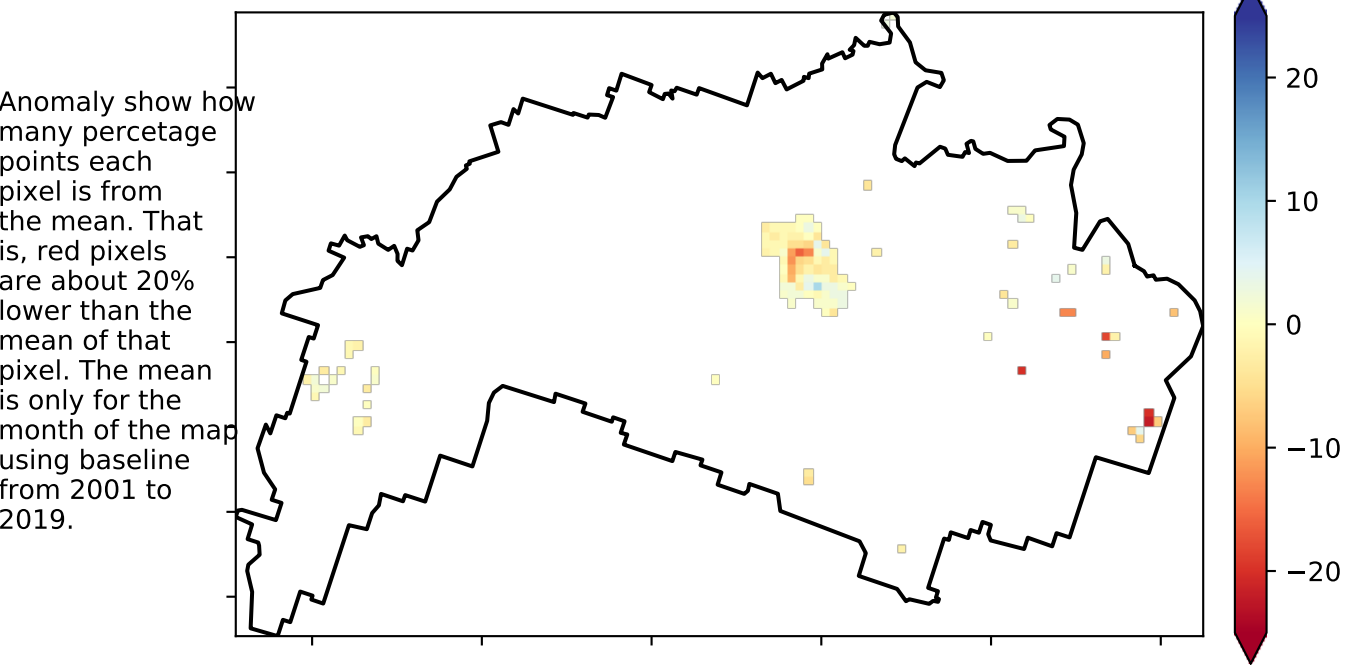 Anomaly show how
many percetage
points each
pixel is from
the mean. That
is, red pixels
are about 20%
lower than the
mean of that
pixel. The mean
is only for the
month of the map
using baseline
from 2001 to
2019.
20
10
0
−10
−20